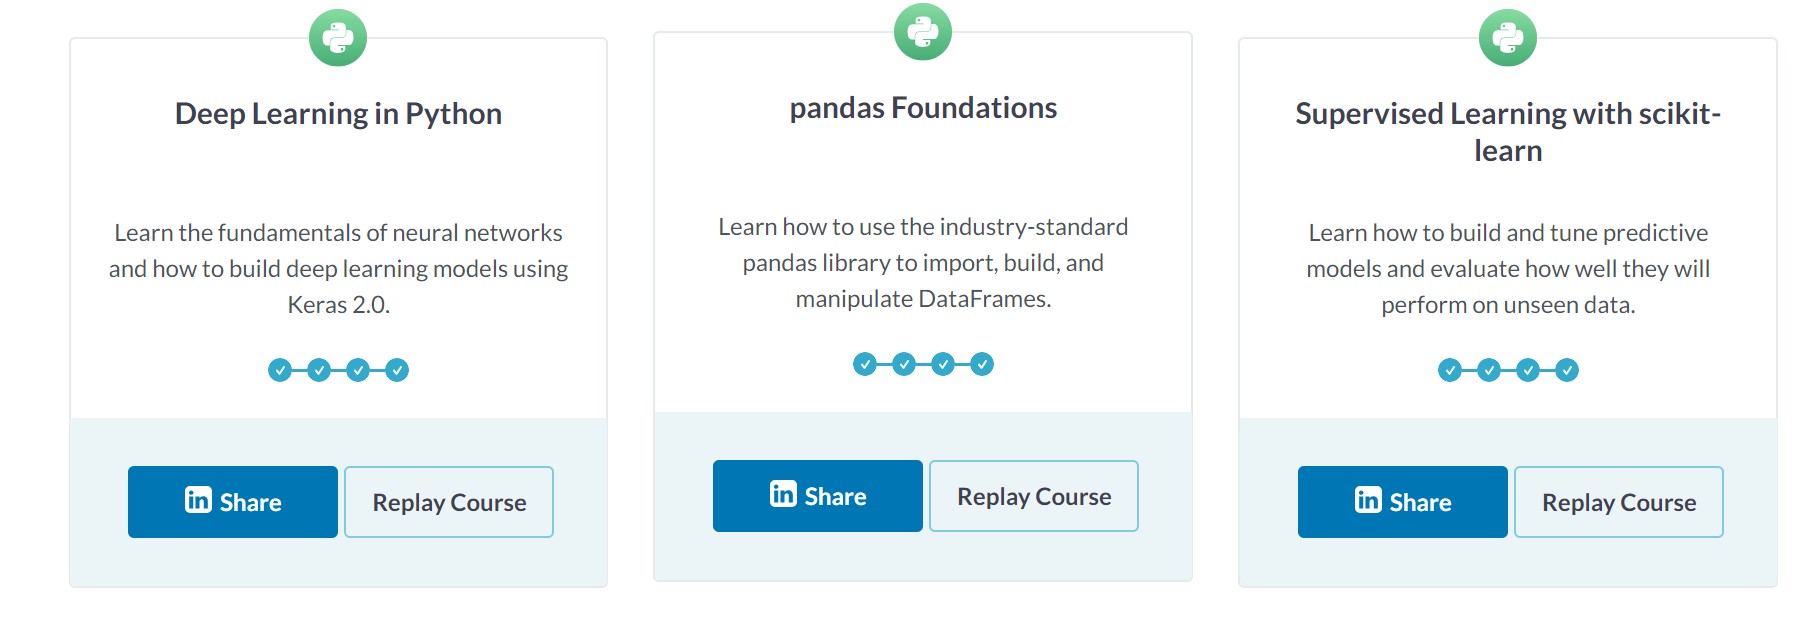 Deep Learning in Python
Learn the fundamentals of neural networks
and how to build deep learning models using
Keras 2.0.
in Share
Replay Course
pandas Foundations
Learn how to use the industry-standard
pandas library to import, build, and
manipulate DataFrames.
in Share
Replay Course
Supervised Learning with scikit-
learn
Learn how to build and tune predictive
models and evaluate how well they will
perform on unseen data.
in Share
Replay Course